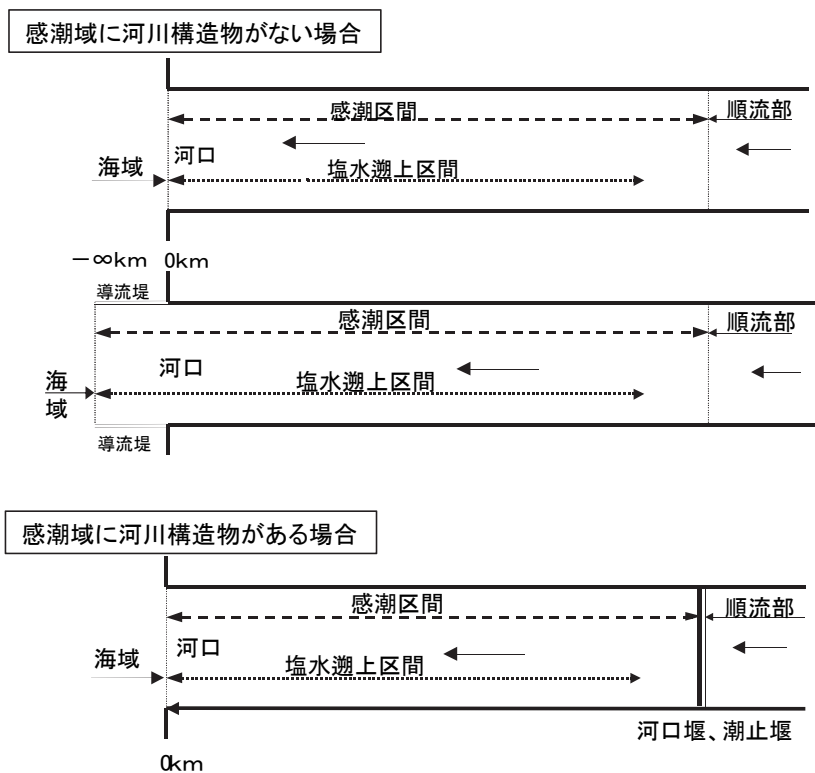 感潮域に河川構造物がない場合
感潮区間
順流部
河口
海域
塩水遡上区間
－∞km 0km
導流堤
感潮区間
順流部
河口
塩水遡上区間
海
域
導流堤
感潮域に河川構造物がある場合
感潮区間
順流部
河口
海域
塩水遡上区間
河口堰、潮止堰
0km